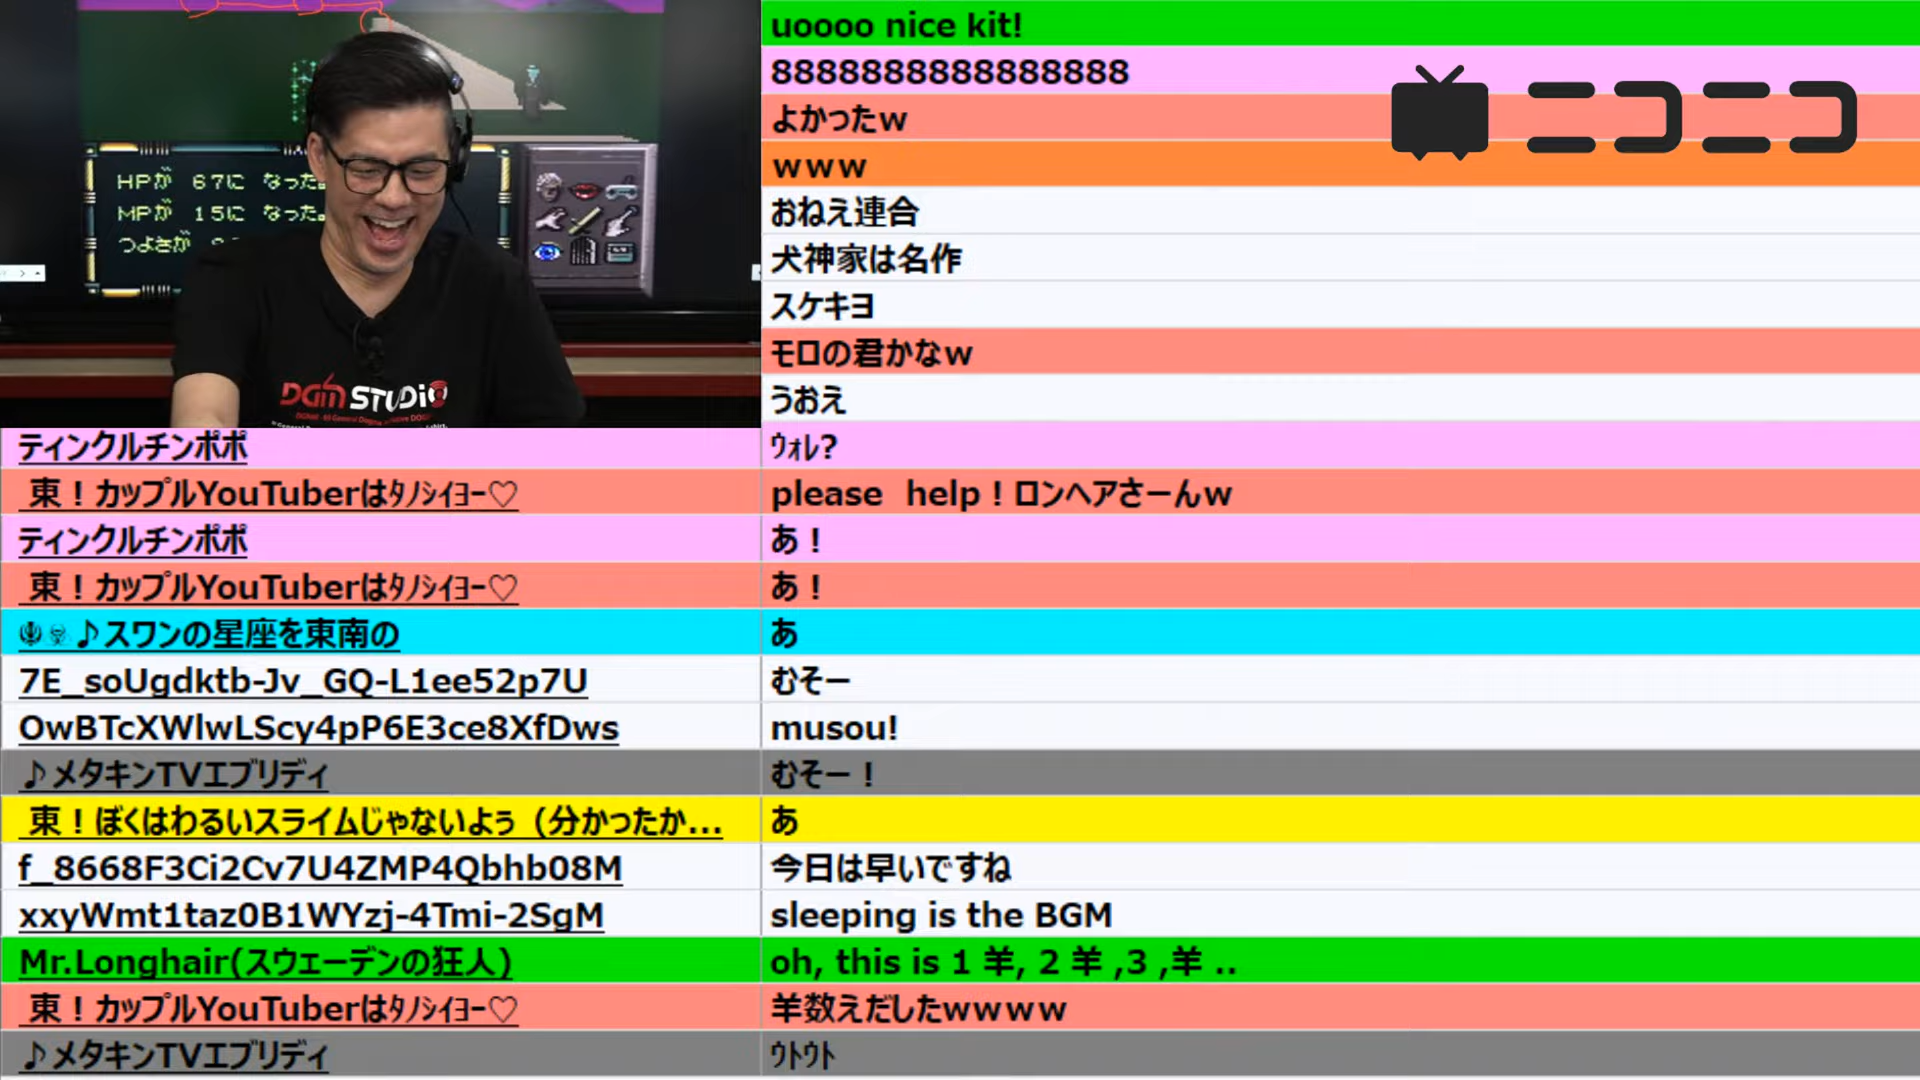 uoooo nice kit!
8888888888888888
よかったｗ
ｗｗｗ
おねえ連合
犬神家は名作
スケキヨ
モロの君かなｗ
うおえ
ニコニコ
HPが 67に なった。
MPが 15に なった。
つよさが
DGM STUDiO
ティンクルチンポポ ｳｫﾚ?
東！カップルYouTuberはﾀﾉｼｲﾖｰ♡ please help！ロンヘアさーんｗ
ティンクルチンポポ あ！
東！カップルYouTuberはﾀﾉｼｲﾖｰ♡ あ！
♪スワンの星座を東南の あ
7E_soUgdktb-Jv_GQ-L1ee52p7U むそー
OwBTcXWlwLScy4pP6E3ce8XfDws musou!
♪メタキンTVエブリディ むそー！
東！ぼくはわるいスライムじゃないよぅ（分かったか... あ
f_8668F3Ci2Cv7U4ZMP4Qbhb08M 今日は早いですね
xxyWmt1taz0B1WYzj-4Tmi-2SgM sleeping is the BGM
Mr.Longhair(スウェーデンの狂人) oh, this is 1 羊, 2 羊 ,3 ,羊 ..
東！カップルYouTuberはﾀﾉｼｲﾖｰ♡ 羊数えだしたｗｗｗｗ
♪メタキンTVエブリディ ｳﾄｳﾄ